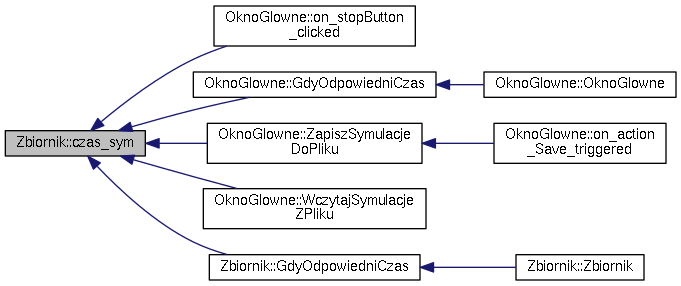 OknoGlowne::on_stopButton
_clicked
OknoGlowne::GdyOdpowiedniCzas
OknoGlowne::OknoGlowne
Zbiornik::czas_sym
OknoGlowne::ZapiszSymulacje
DoPliku
OknoGlowne::on_action
_Save_triggered
OknoGlowne::WczytajSymulacje
ZPliku
Zbiornik::GdyOdpowiedniCzas
Zbiornik::Zbiornik